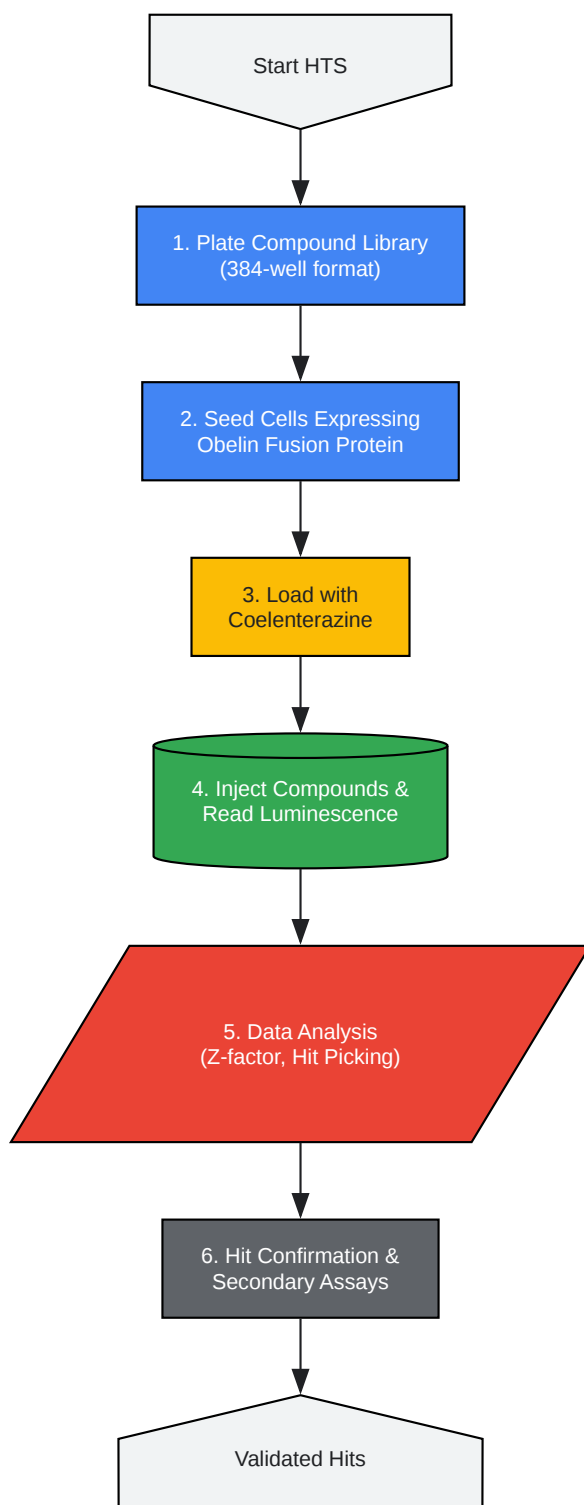 Start HTS
1. Plate Compound Library
(384-well format)
2. Seed Cells Expressing
Obelin Fusion Protein
3. Load with
Coelenterazine
4. Inject Compounds &
Read Luminescence
5. Data Analysis
(Z-factor, Hit Picking)
6. Hit Confirmation &
Secondary Assays
Validated Hits